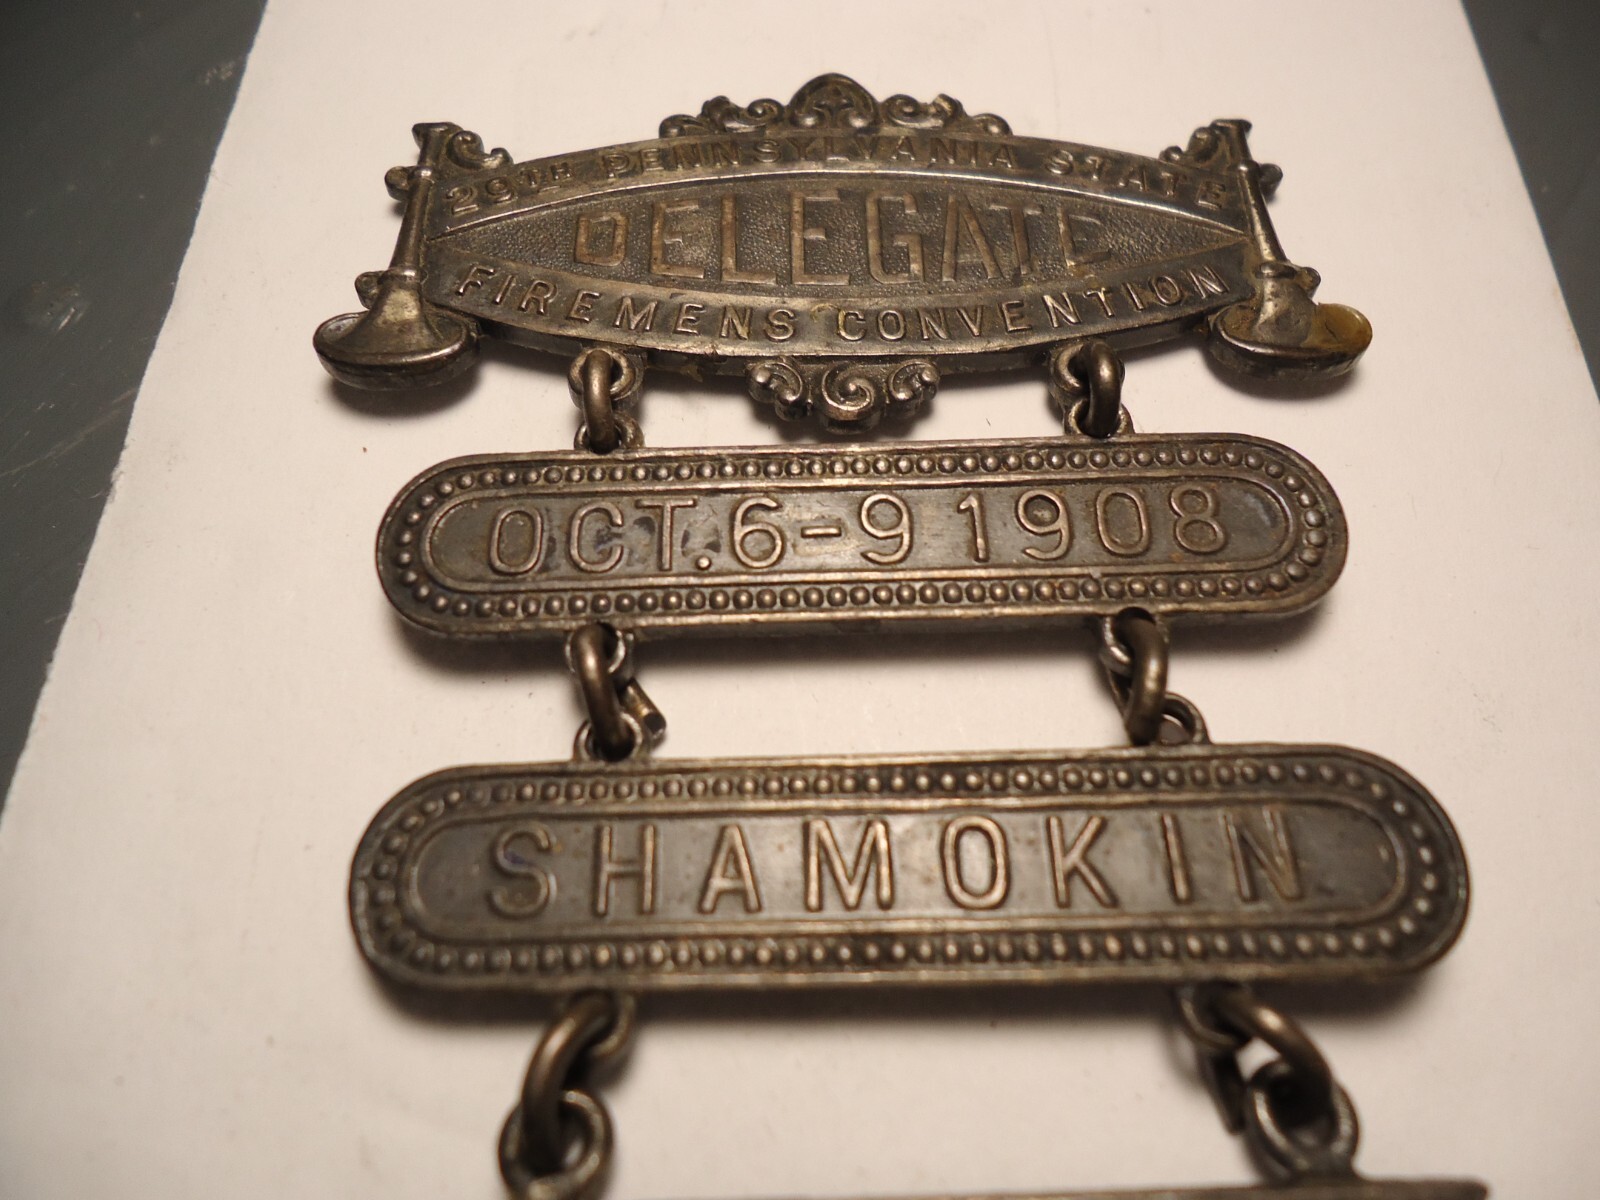 29TH PENNSYLVANIA STATE
DELEGATE
FIREMENS CONVENTION
OCT. 6-9 1908
SHAMOKIN